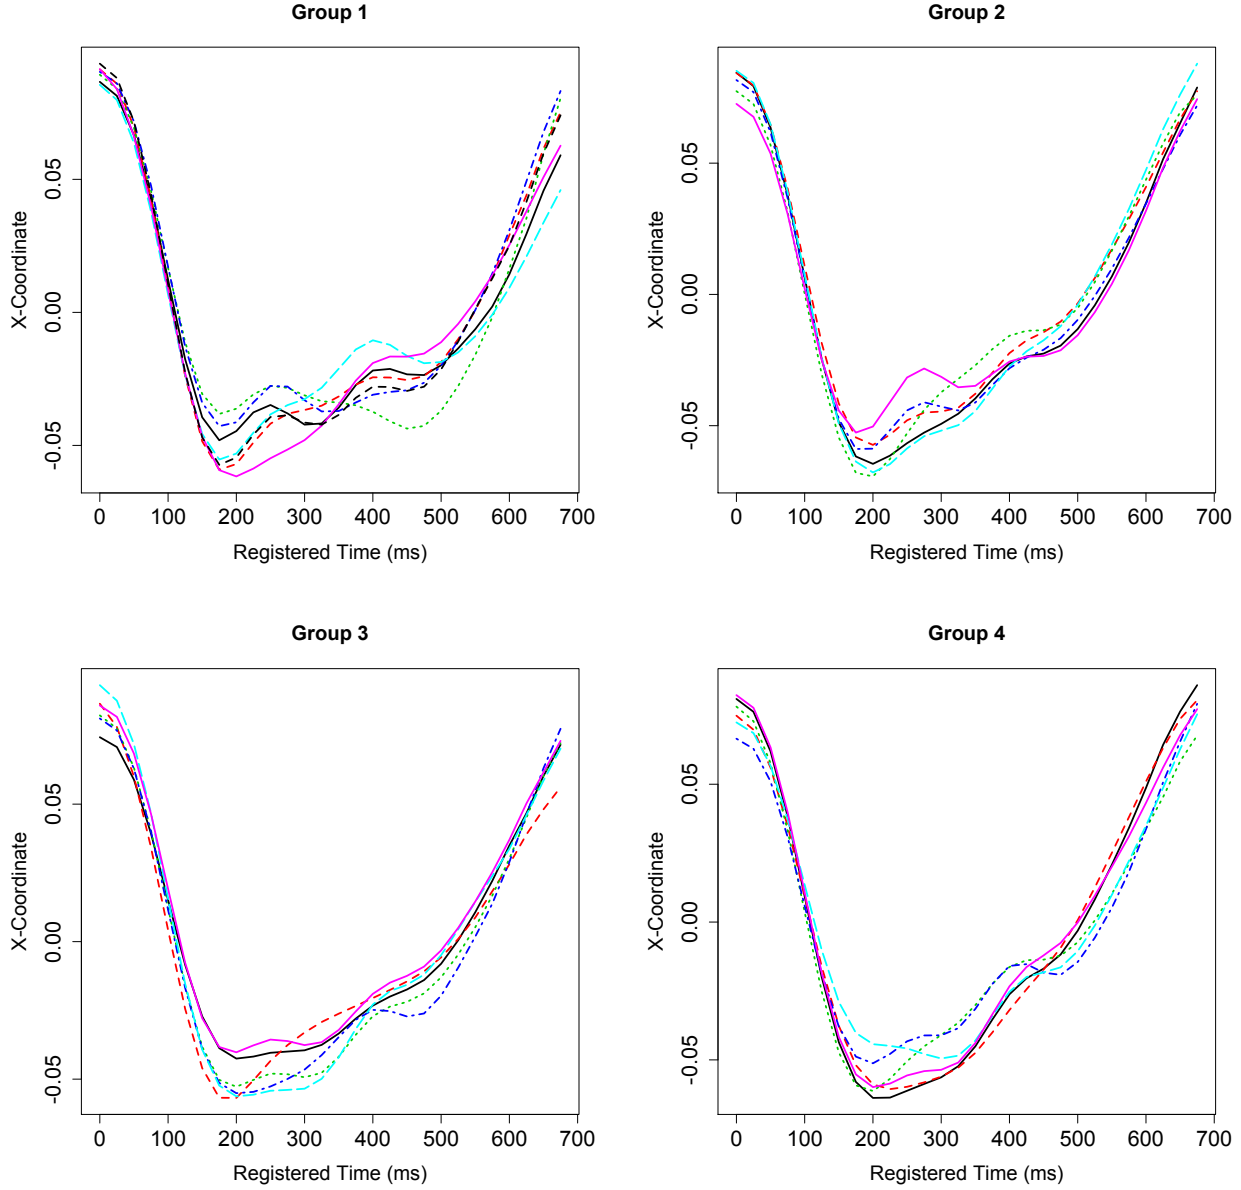 Group 1
Group 2
X-Coordinate
0.05
0.00
-0.05
0 100 200 300 400 500 600 700
Registered Time (ms)
X-Coordinate
0.05
0.00
-0.05
0 100 200 300 400 500 600 700
Registered Time (ms)
Group 3
Group 4
X-Coordinate
0.05
0.00
-0.05
0 100 200 300 400 500 600 700
Registered Time (ms)
X-Coordinate
0.05
0.00
-0.05
0 100 200 300 400 500 600 700
Registered Time (ms)